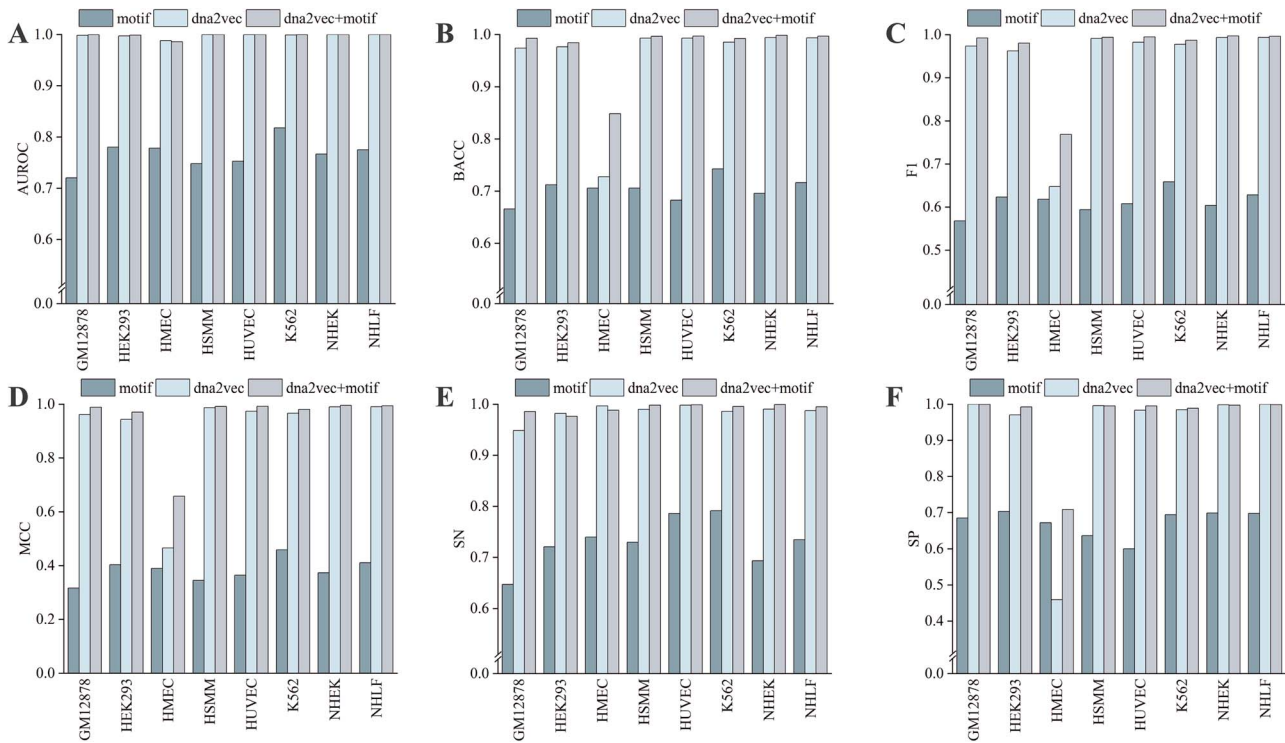 A
motif dna2vec dna2vec+motif
AUROC
1.0
0.9
0.8
0.7
0.6
0.0
GM12878
HEK293
HMEC
HSMM
HUVEC
K562
NHEK
NHLF
B
motif dna2vec dna2vec+motif
BACC
1.0
0.9
0.8
0.7
0.6
0.0
GM12878
HEK293
HMEC
HSMM
HUVEC
K562
NHEK
NHLF
C
motif dna2vec dna2vec+motif
F1
1.0
0.9
0.8
0.7
0.6
0.5
0.0
GM12878
HEK293
HMEC
HSMM
HUVEC
K562
NHEK
NHLF
D
motif dna2vec dna2vec+motif
MCC
1.0
0.8
0.6
0.4
0.2
0.0
GM12878
HEK293
HMEC
HSMM
HUVEC
K562
NHEK
NHLF
E
motif dna2vec dna2vec+motif
SN
1.0
0.9
0.8
0.7
0.6
0.0
GM12878
HEK293
HMEC
HSMM
HUVEC
K562
NHEK
NHLF
F
motif dna2vec dna2vec+motif
SP
1.0
0.9
0.8
0.7
0.6
0.5
0.4
0.0
GM12878
HEK293
HMEC
HSMM
HUVEC
K562
NHEK
NHLF